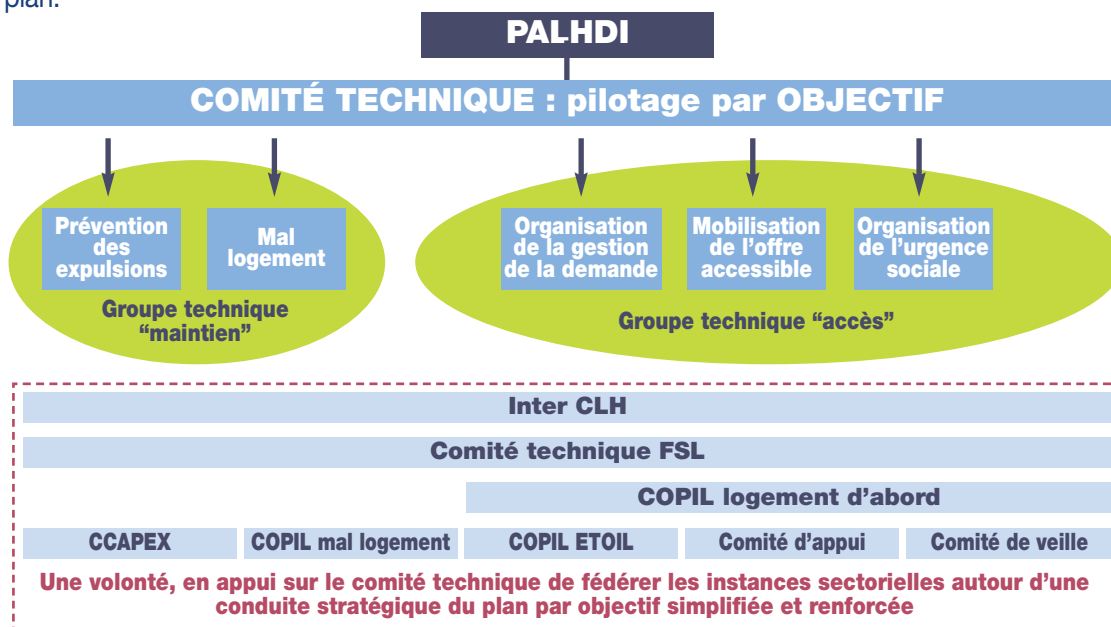 plan.
PALHDI
COMITÉ TECHNIQUE : pilotage par OBJECTIF
Prévention
des
expulsions
Mal
logement
Groupe technique
“maintien”
Organisation
de la gestion
de la demande
Mobilisation
de l’offre
accessible
Organisation
de l’urgence
sociale
Groupe technique “accès”
Inter CLH
Comité technique FSL
COPIL logement d’abord
CCAPEX
COPIL mal logement
COPIL ETOIL
Comité d’appui
Comité de veille
Une volonté, en appui sur le comité technique de fédérer les instances sectorielles autour d’une
conduite stratégique du plan par objectif simplifiée et renforcée